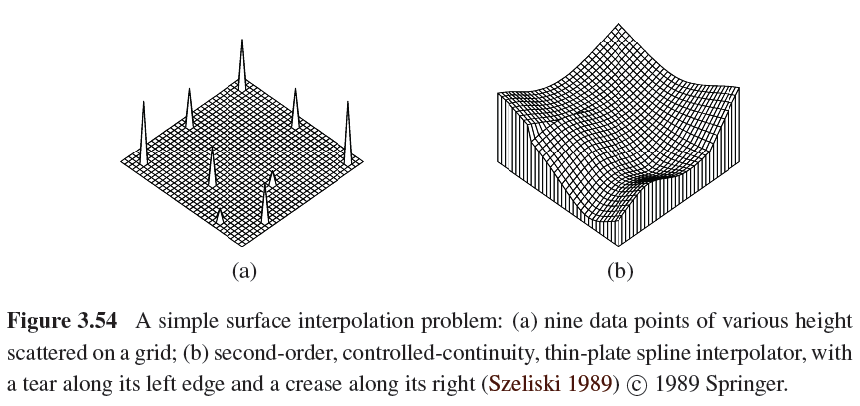 (a)
(b)
Figure 3.54 A simple surface interpolation problem: (a) nine data points of various height
scattered on a grid; (b) second-order, controlled-continuity, thin-plate spline interpolator, with
a tear along its left edge and a crease along its right (Szeliski 1989) © 1989 Springer.